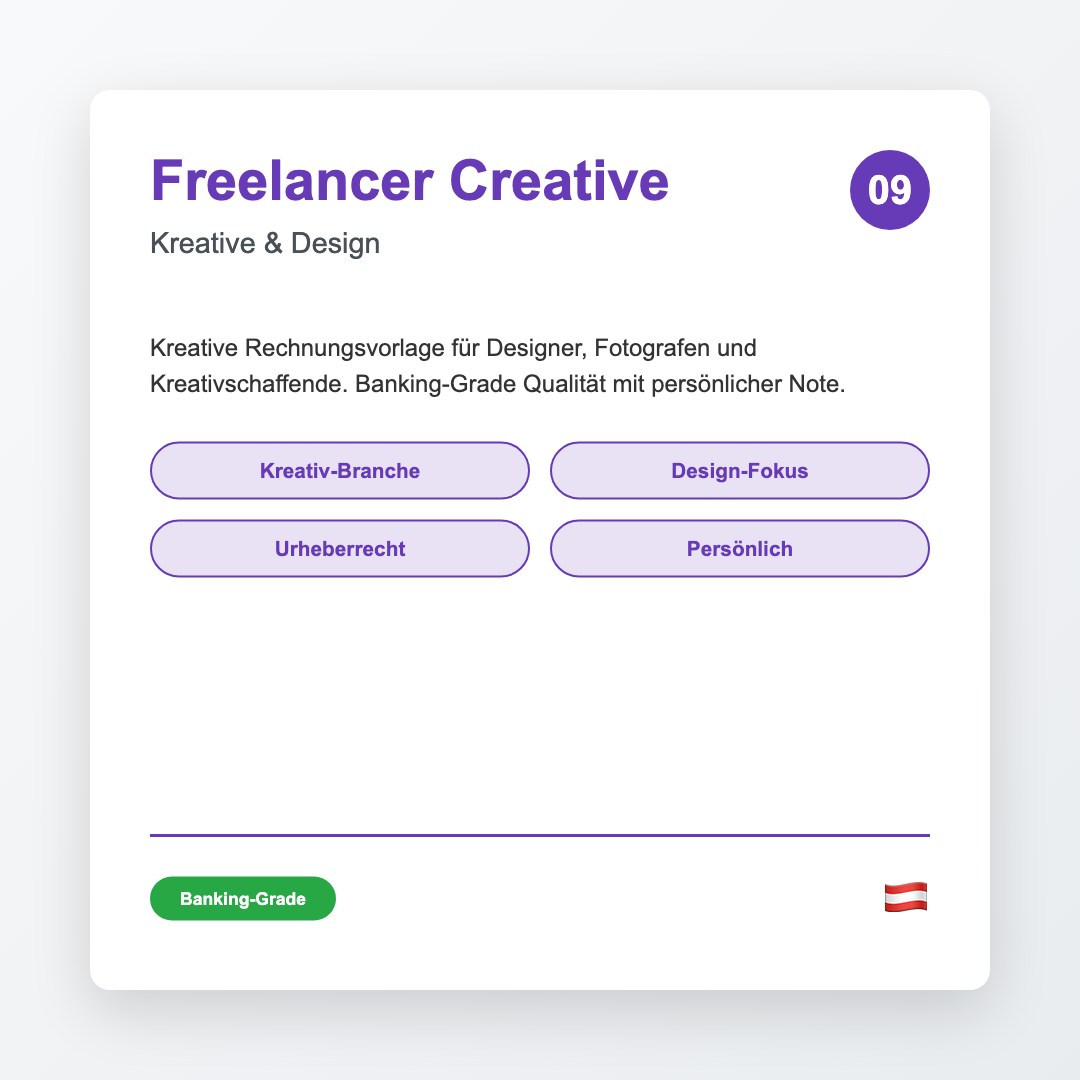 Freelancer Creative
09
Kreative & Design
Kreative Rechnungsvorlage für Designer, Fotografen und
Kreativschaffende. Banking-Grade Qualität mit persönlicher Note.
Kreativ-Branche
Design-Fokus
Urheberrecht
Persönlich
Banking-Grade